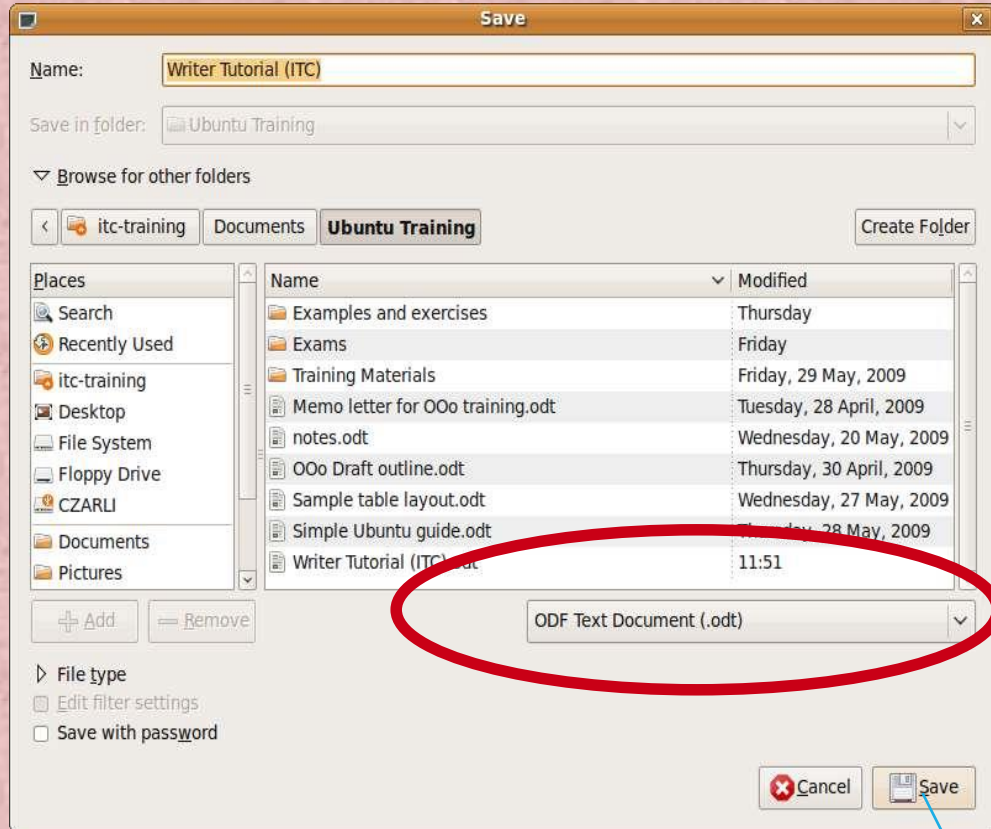 Save
Name: Writer Tutorial (ITC)
Save in folder: Ubuntu Training
Browse for other folders
itc-training Documents Ubuntu Training Create Folder
Places Name Modified
Search Examples and exercises Thursday
Recently Used Exams Friday
itc-training Training Materials Friday, 29 May, 2009
Desktop Memo letter for OOo training.odt Tuesday, 28 April, 2009
File System notes.odt Wednesday, 20 May, 2009
Floppy Drive OOo Draft outline.odt Thursday, 30 April, 2009
CZARLI Sample table layout.odt Wednesday, 27 May, 2009
Documents Simple Ubuntu guide.odt Thursday, 28 May, 2009
Pictures Writer Tutorial (ITC).odt 11:51
Add Remove ODF Text Document (.odt)
File type
Edit filter settings
Save with password
Cancel Save